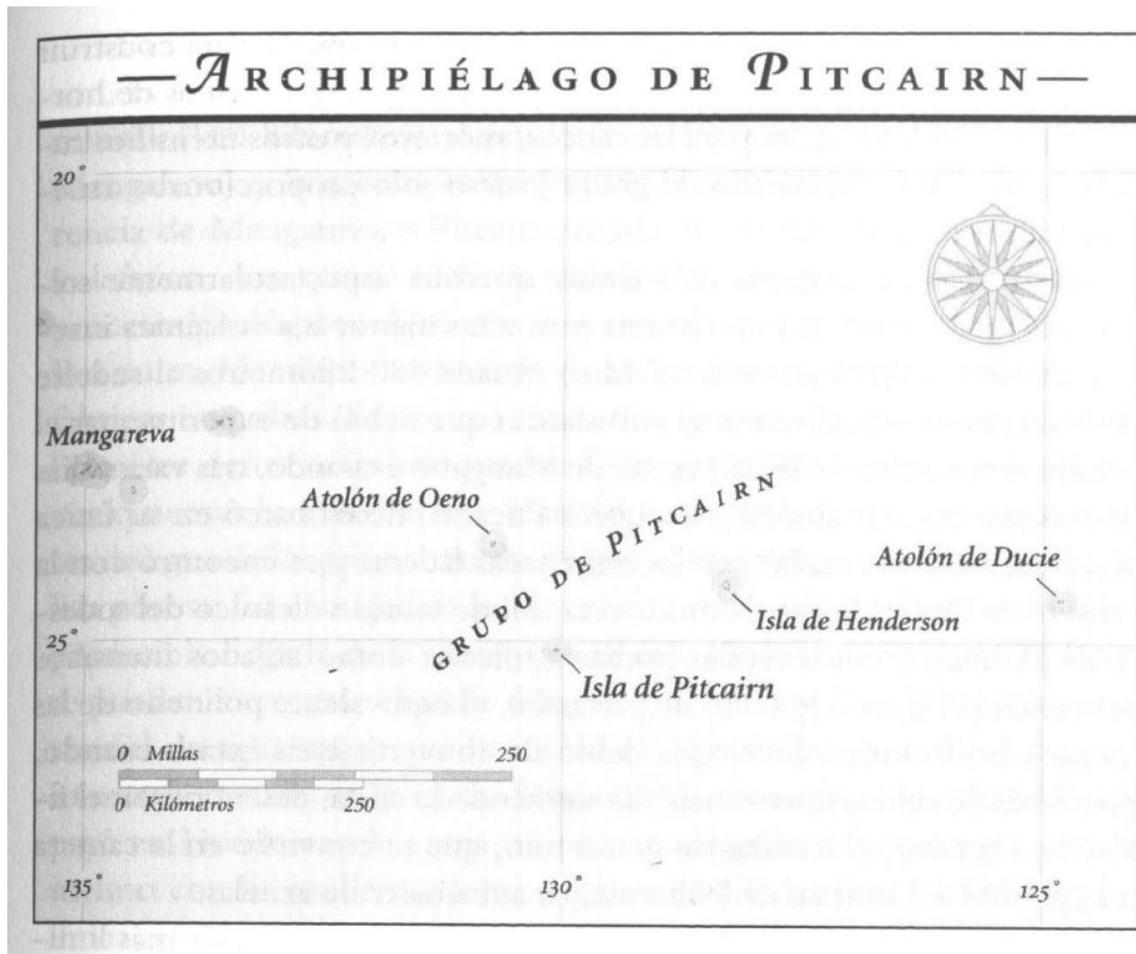 ARCHIPIÉLAGO DE PITCAIRN
20°
Mangareva
Atolón de Oeno
GRUPO DE PITCAIRN
Atolón de Ducie
Isla de Henderson
25°
Isla de Pitcairn
0 Millas 250
0 Kilómetros 250
135° 130° 125°